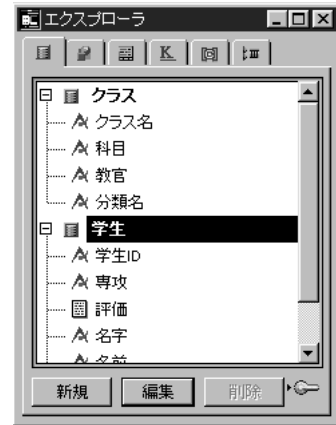 エクスプローラ
K
クラス
クラス名
科目
教官
分類名
学生
学生ID
専攻
評価
名字
名前
新規
編集
削除